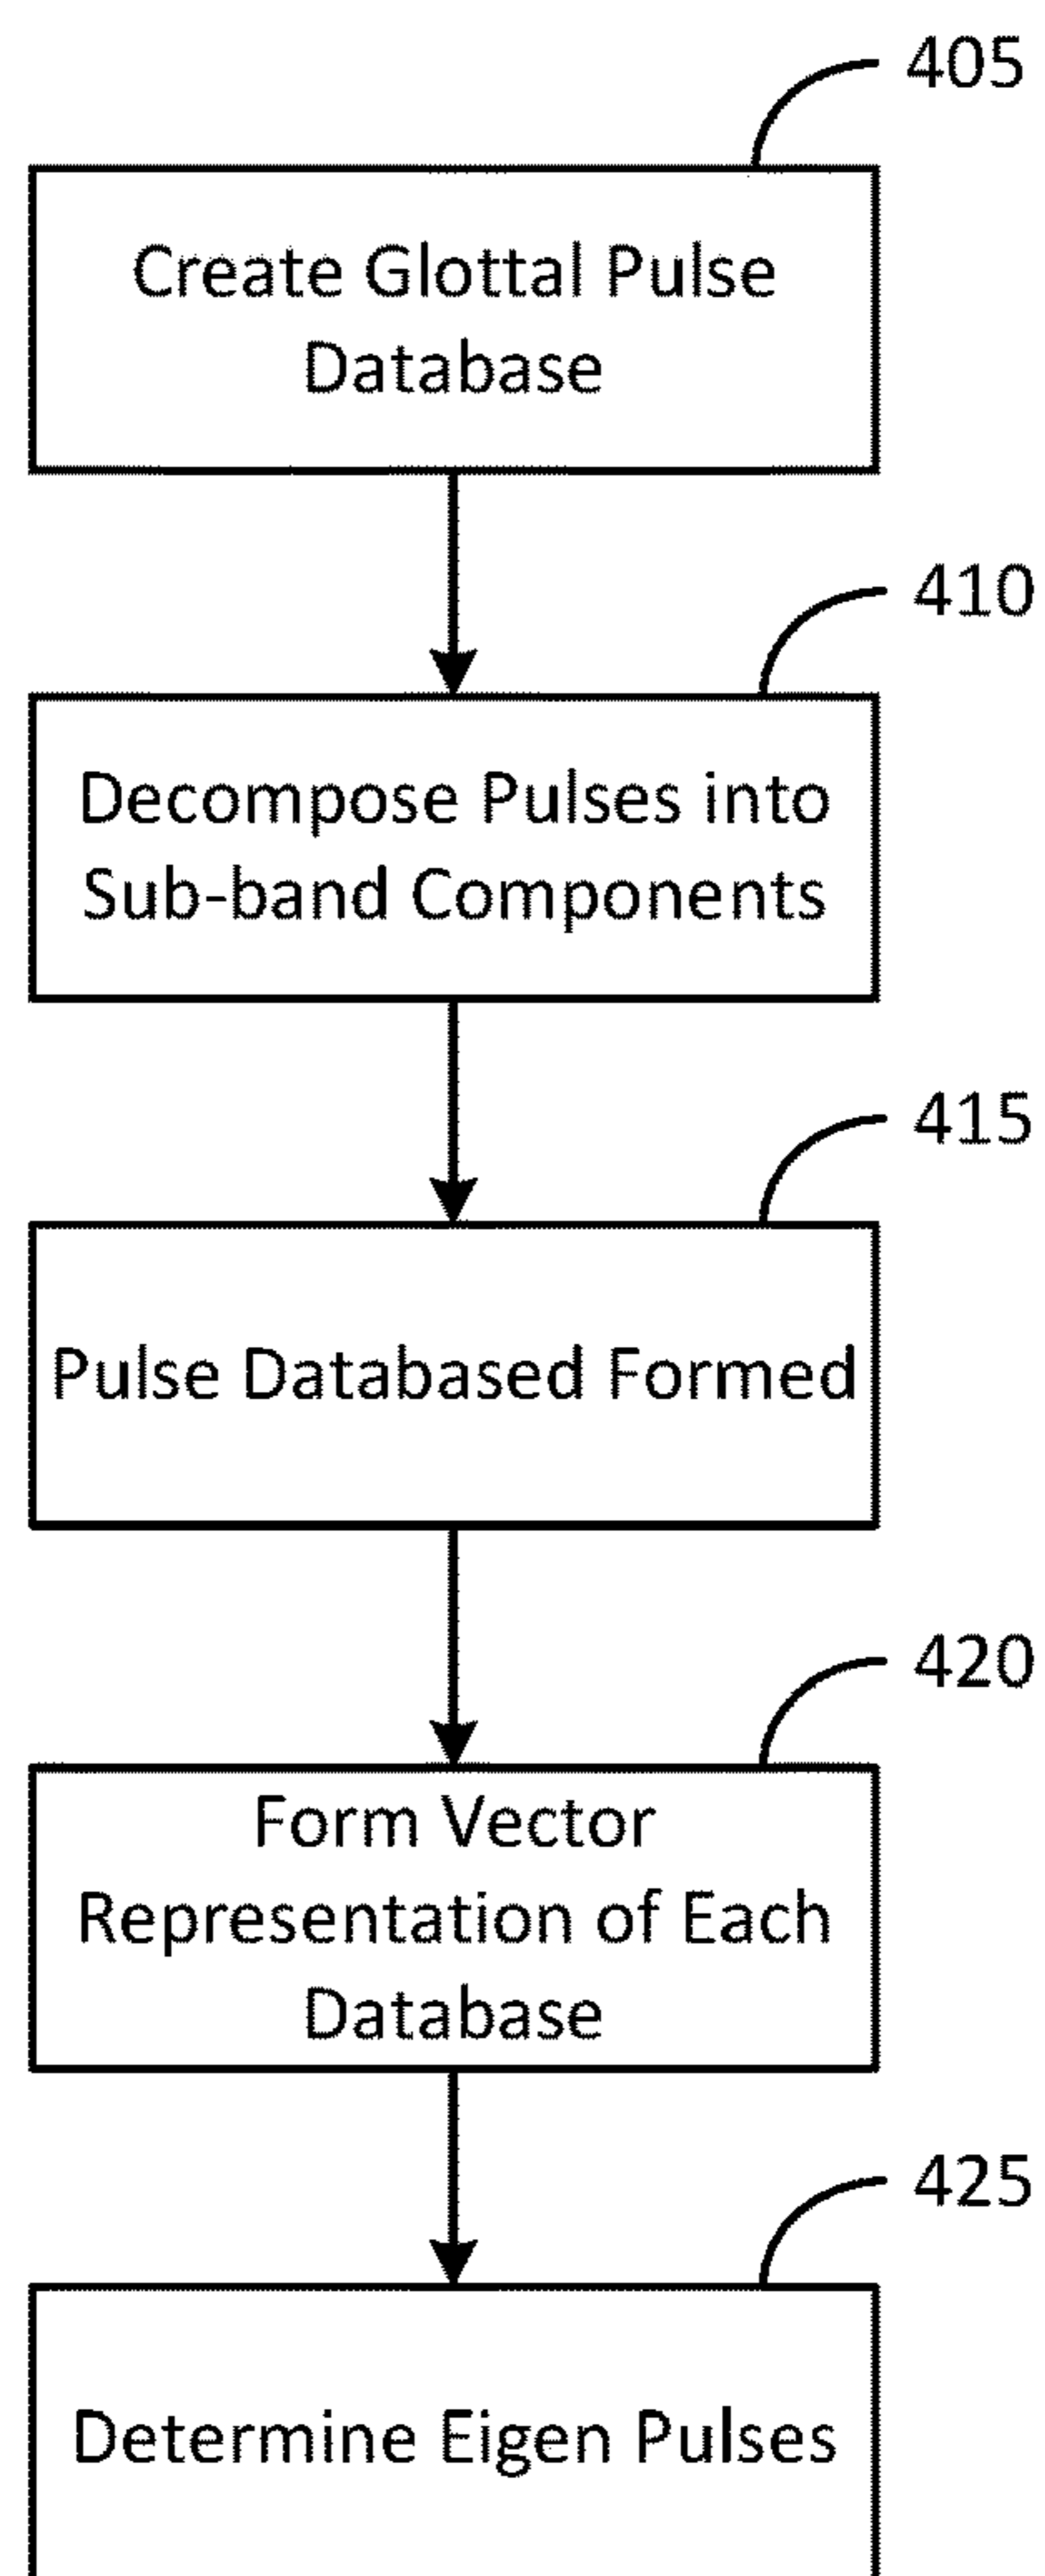 405
Create Glottal Pulse
Database
410
Decompose Pulses into
Sub-band Components
415
Pulse Databased Formed
420
Form Vector
Representation of Each
Database
425
Determine Eigen Pulses